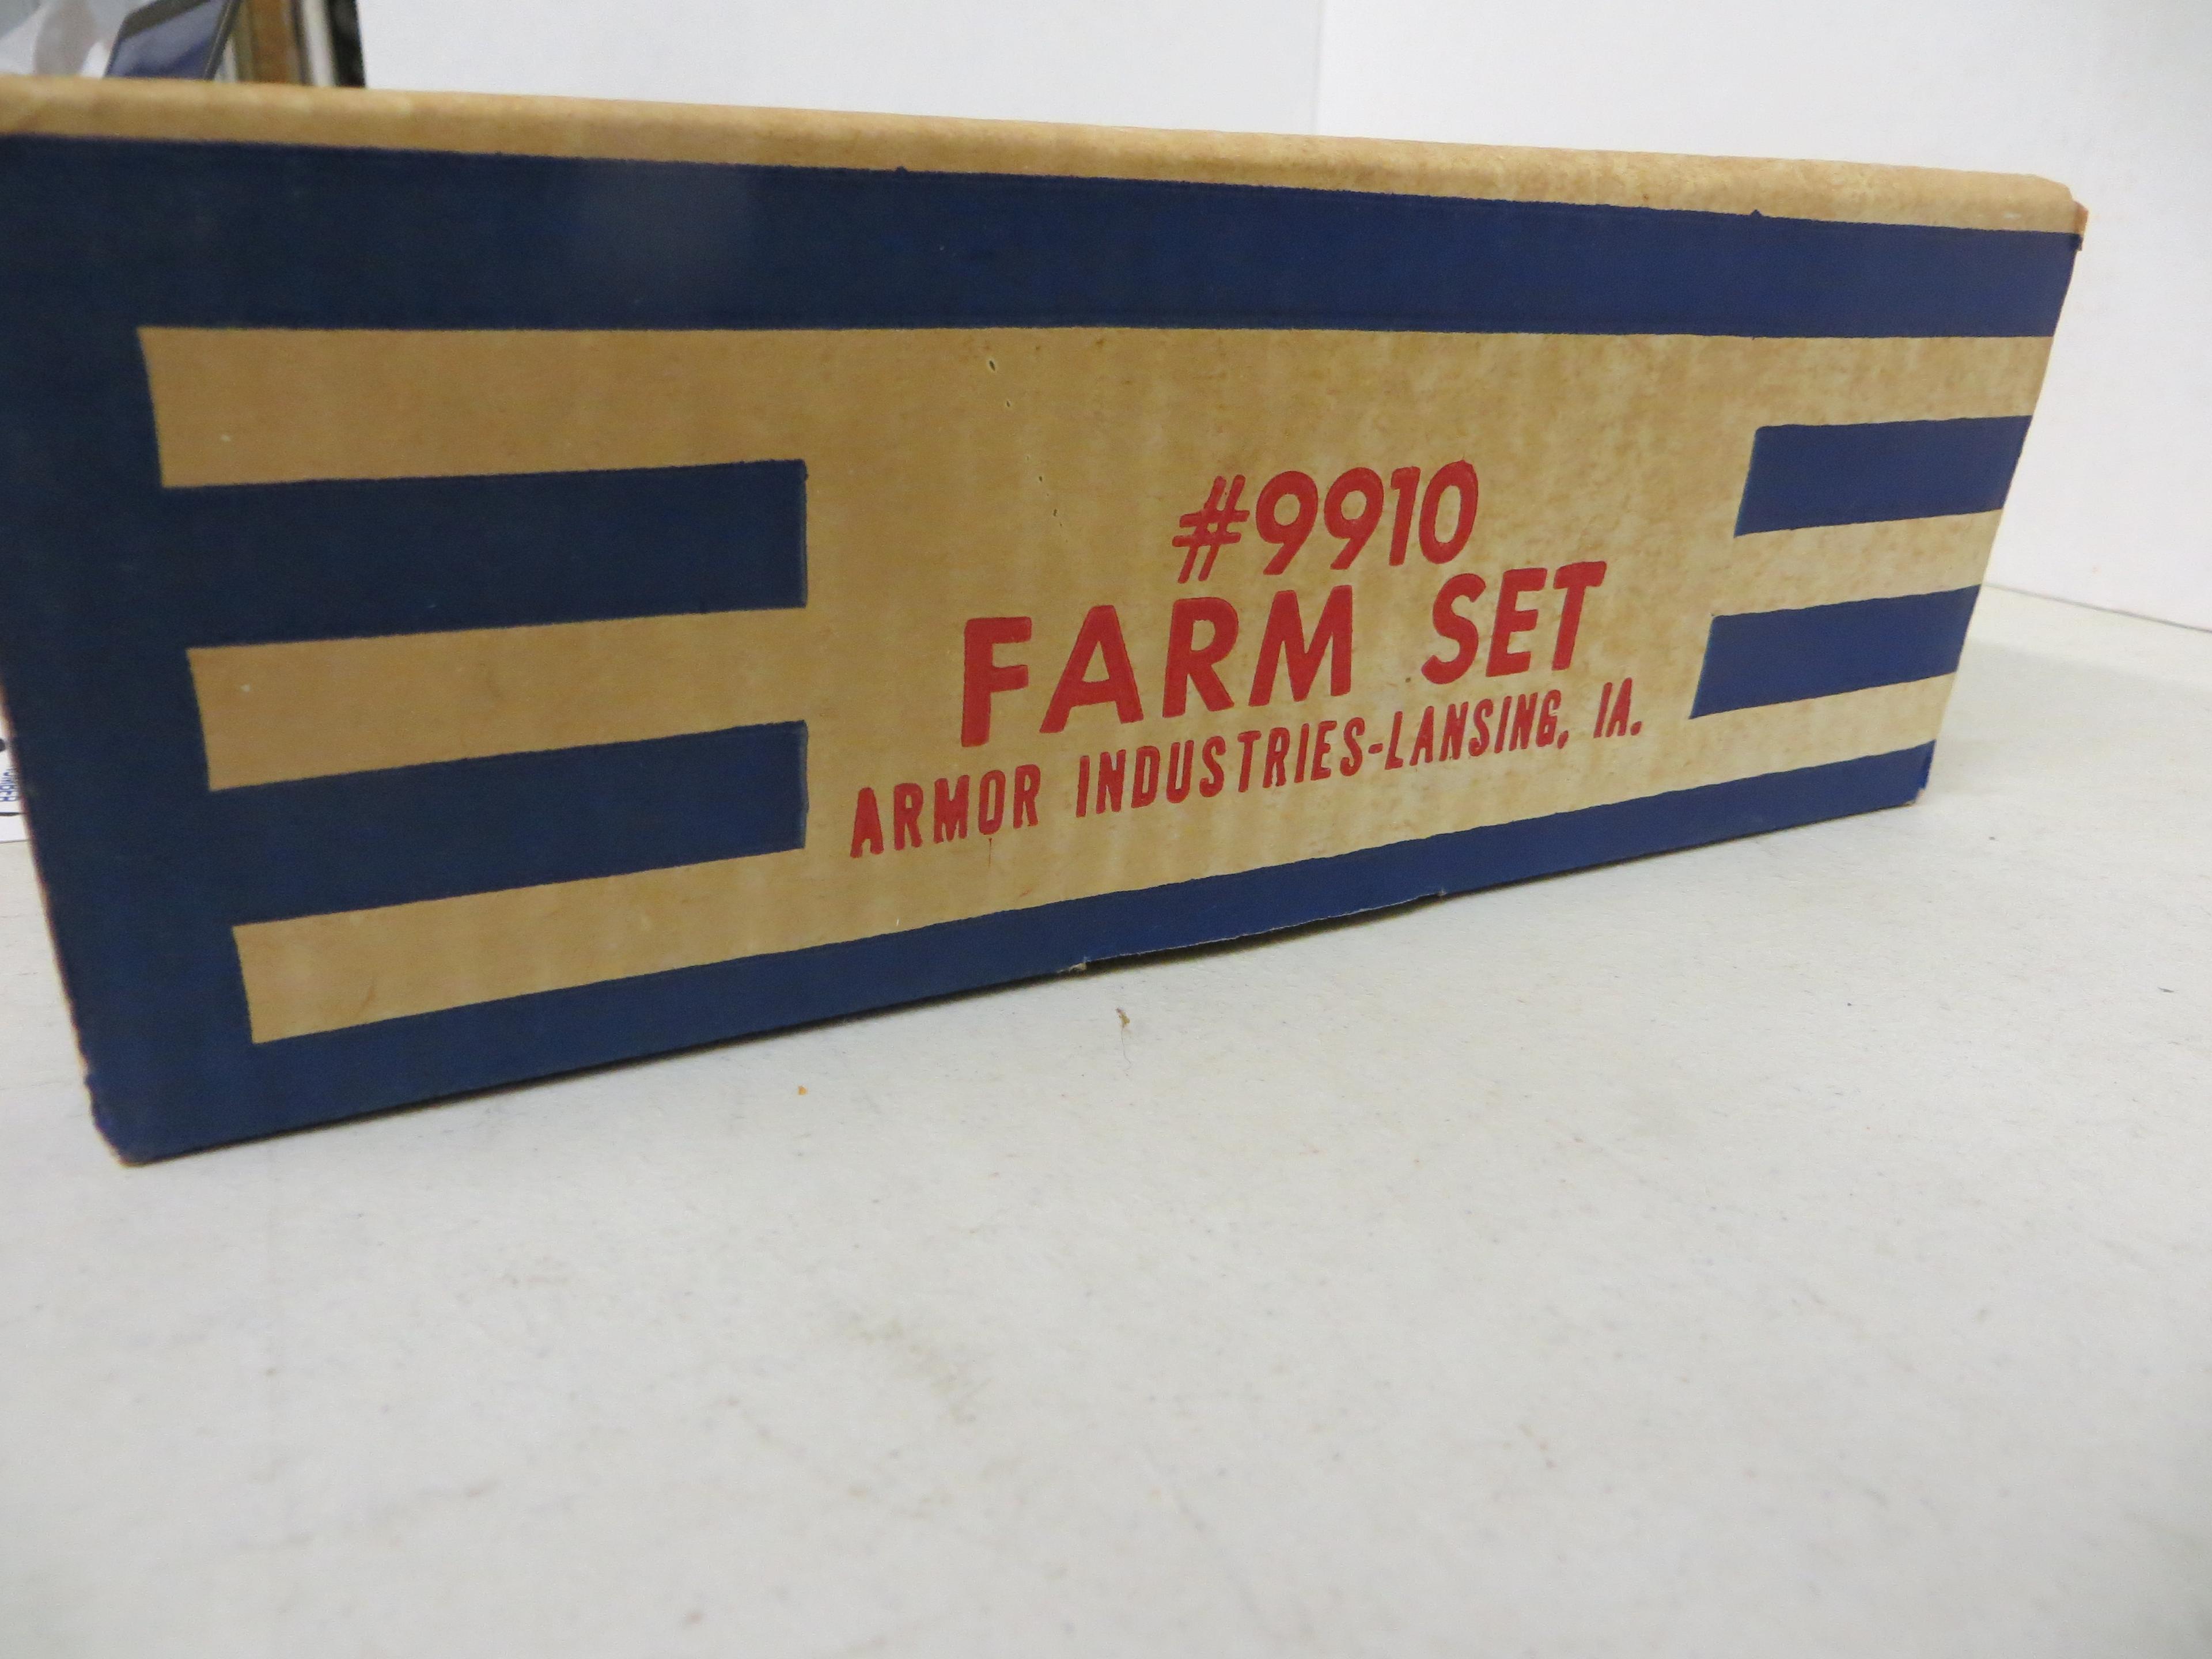 #9910
FARM SET
ARMOR INDUSTRIES-LANSING, IA.